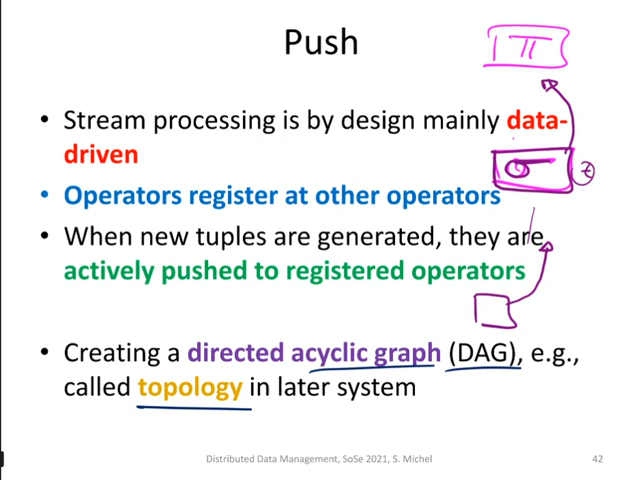 Push
π
• Stream processing is by design mainly data-
driven
σ
• Operators register at other operators
• When new tuples are generated, they are
actively pushed to registered operators
• Creating a directed acyclic graph (DAG), e.g.,
called topology in later system
Distributed Data Management, SoSe 2021, S. Michel
42